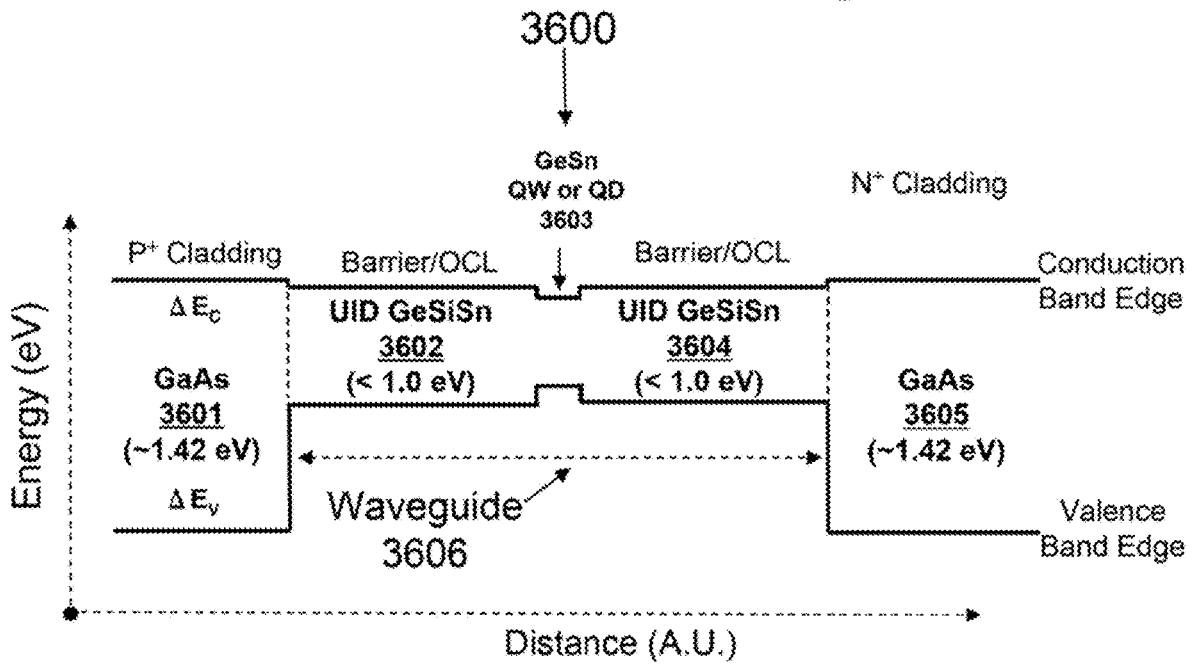 3600
GeSn
QW or QD
3603
N+ Cladding
P+ Cladding
Barrier/OCL
Barrier/OCL
Conduction
Band Edge
Δ Ec
UID GeSiSn
3602
(< 1.0 eV)
UID GeSiSn
3604
(< 1.0 eV)
GaAs
3601
(~1.42 eV)
GaAs
3605
(~1.42 eV)
Δ Ev
Waveguide
3606
Valence
Band Edge
Energy (eV)
Distance (A.U.)